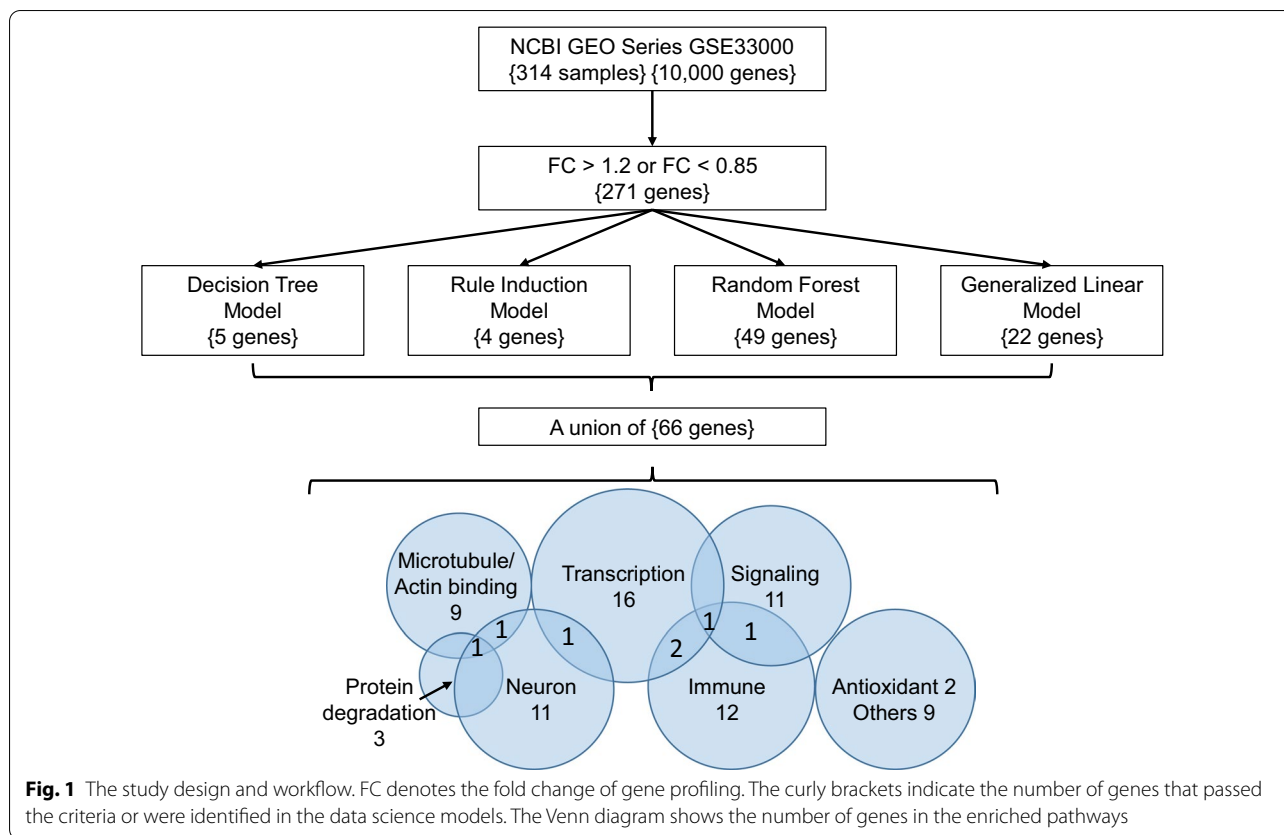 NCBI GEO Series GSE33000
{314 samples} {10,000 genes}
FC > 1.2 or FC < 0.85
{271 genes}
Decision Tree
Model
{5 genes}
Rule Induction
Model
{4 genes}
Random Forest
Model
{49 genes}
Generalized Linear
Model
{22 genes}
A union of {66 genes}
Microtubule/
Actin binding
9
Transcription
16
Signaling
11
1
1
1
2
1
1
Protein
degradation
3
Neuron
11
Immune
12
Antioxidant 2
Others 9
Fig. 1 The study design and workflow. FC denotes the fold change of gene profiling. The curly brackets indicate the number of genes that passed
the criteria or were identified in the data science models. The Venn diagram shows the number of genes in the enriched pathways